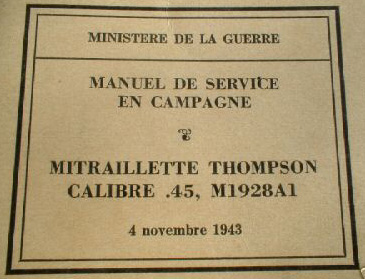 MINISTERE DE LA GUERRE
MANUEL DE SERVICE
EN CAMPAGNE
MITRAILLETTE THOMPSON
CALIBRE .45, M1928A1
4 novembre 1943